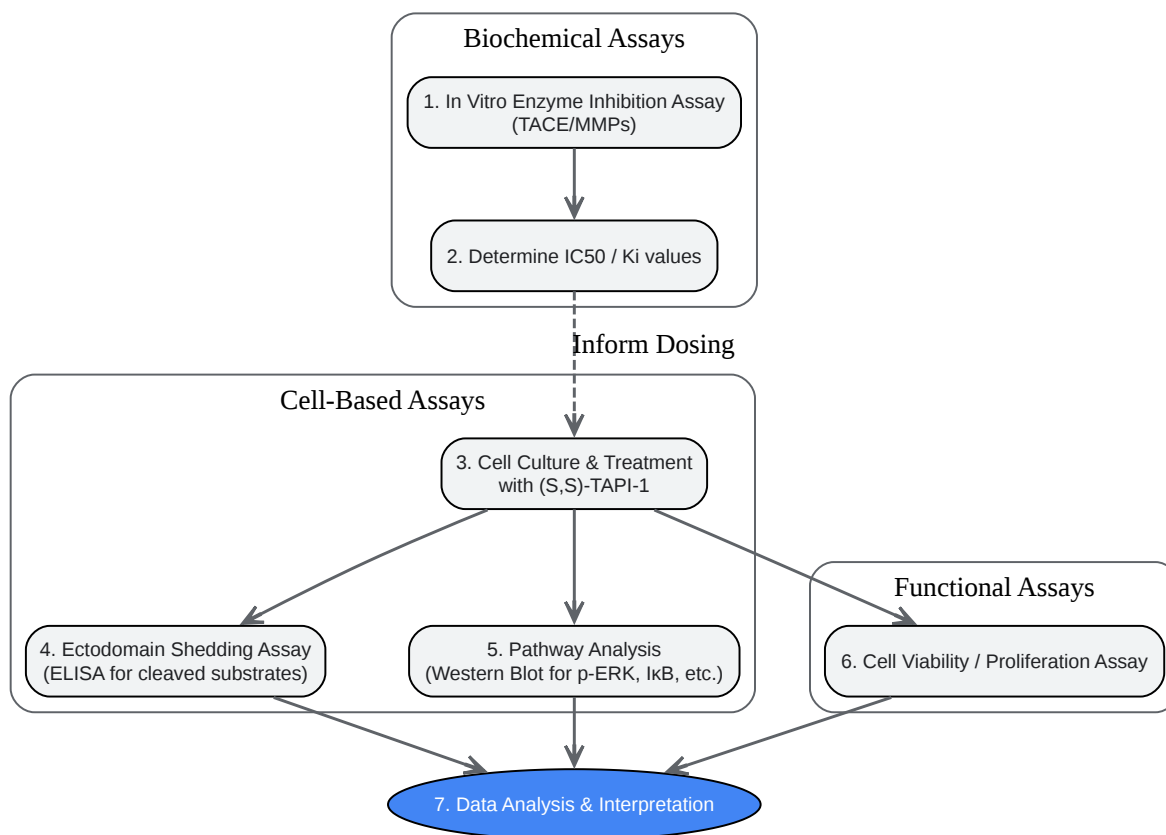 Biochemical Assays
1. In Vitro Enzyme Inhibition Assay
(TACE/MMPs)
2. Determine IC50 / Ki values
Inform Dosing
Cell-Based Assays
3. Cell Culture & Treatment
with (S,S)-TAPI-1
Functional Assays
4. Ectodomain Shedding Assay
(ELISA for cleaved substrates)
5. Pathway Analysis
(Western Blot for p-ERK, IκB, etc.)
6. Cell Viability / Proliferation Assay
7. Data Analysis & Interpretation